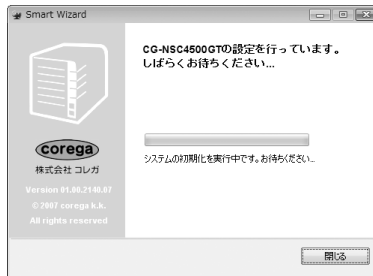 Smart Wizard
CG-NSC4500GTの設定を行っています。
しばらくお待ちください...
システムの初期化を実行中です。お待ちください...
corega
株式会社 コレガ
Version 01.00.2140.07
© 2007 corega k.k.
All rights reserved
閉じる